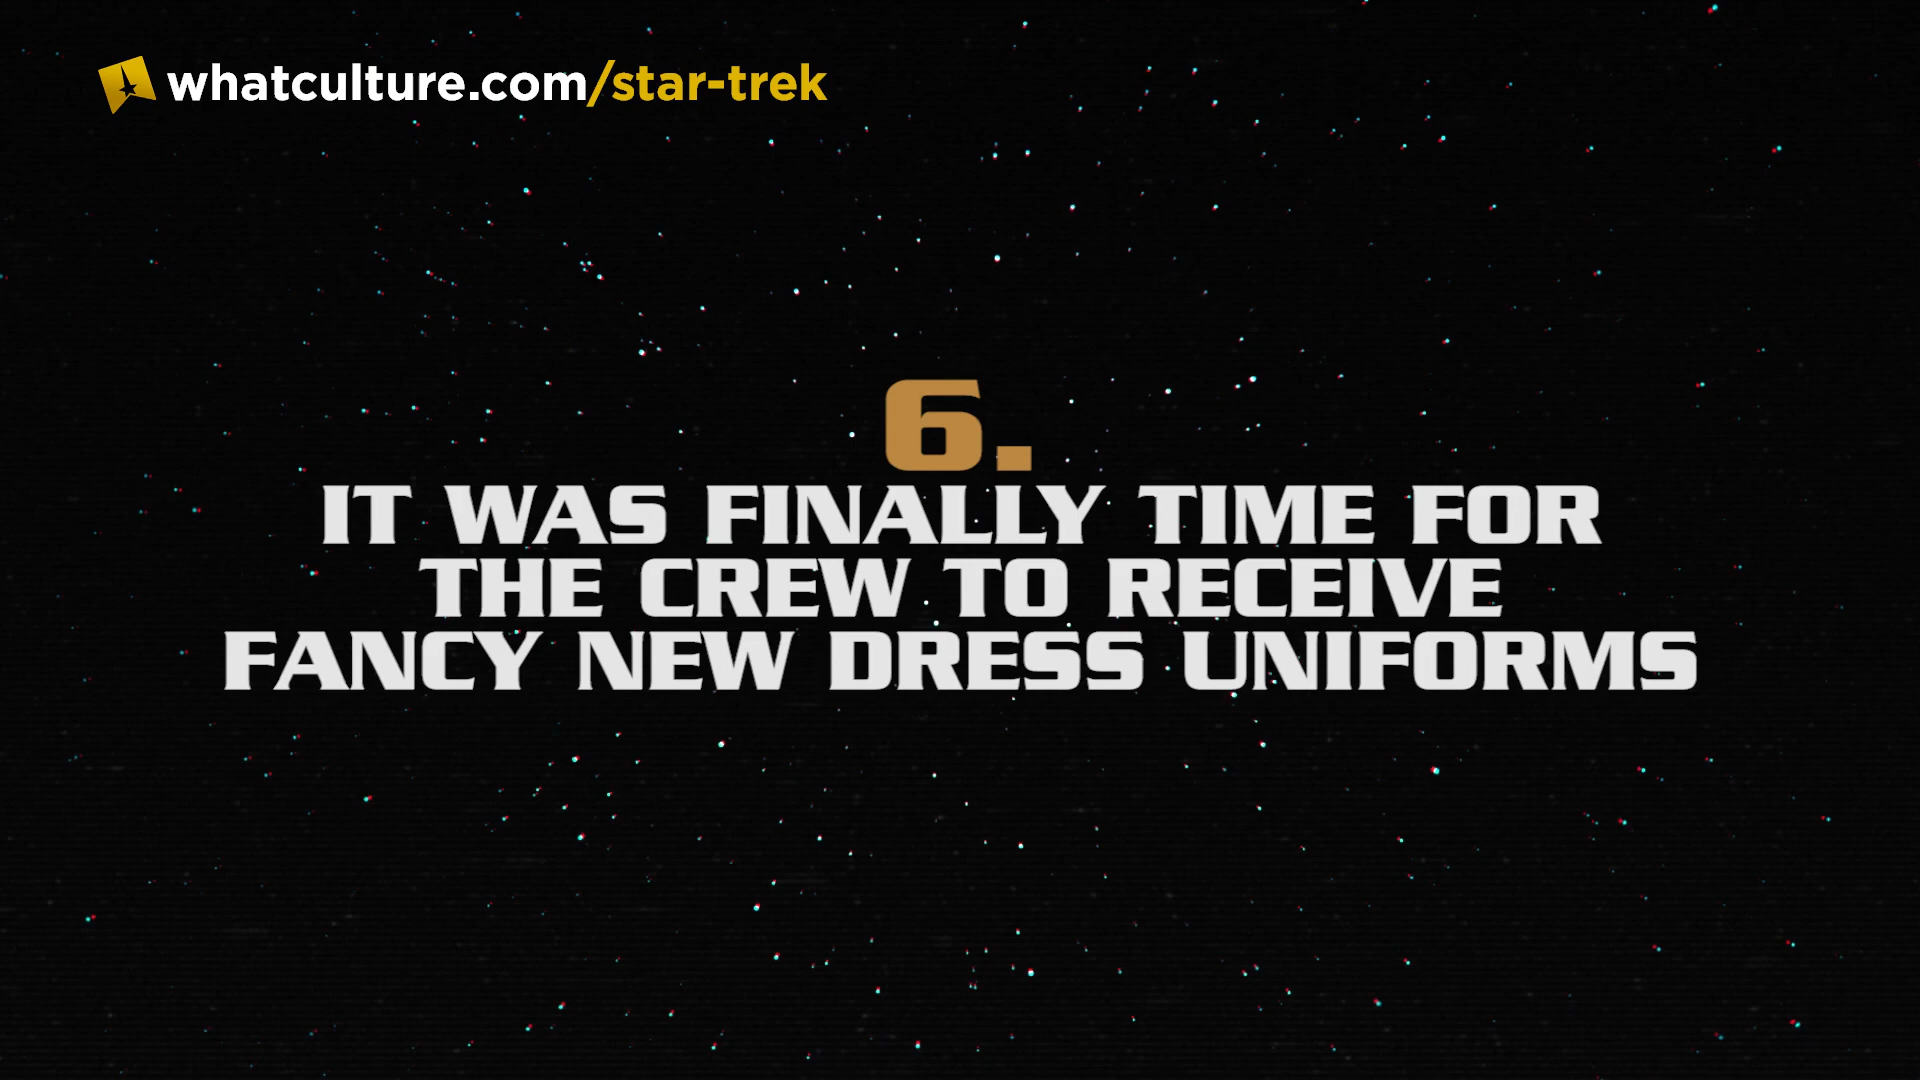 whatculture.com/star-trek
6.
IT WAS FINALLY TIME FOR
THE CREW TO RECEIVE
FANCY NEW DRESS UNIFORMS